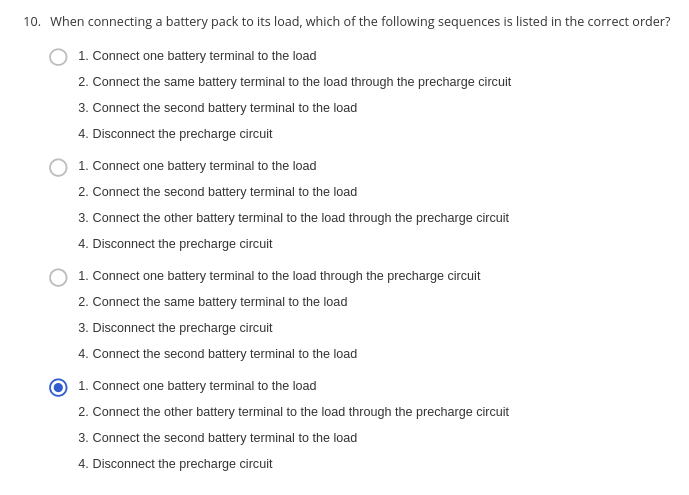 10. When connecting a battery pack to its load, which of the following sequences is listed in the correct order?
1. Connect one battery terminal to the load
2. Connect the same battery terminal to the load through the precharge circuit
3. Connect the second battery terminal to the load
4. Disconnect the precharge circuit
1. Connect one battery terminal to the load
2. Connect the second battery terminal to the load
3. Connect the other battery terminal to the load through the precharge circuit
4. Disconnect the precharge circuit
1. Connect one battery terminal to the load through the precharge circuit
2. Connect the same battery terminal to the load
3. Disconnect the precharge circuit
4. Connect the second battery terminal to the load
1. Connect one battery terminal to the load
2. Connect the other battery terminal to the load through the precharge circuit
3. Connect the second battery terminal to the load
4. Disconnect the precharge circuit